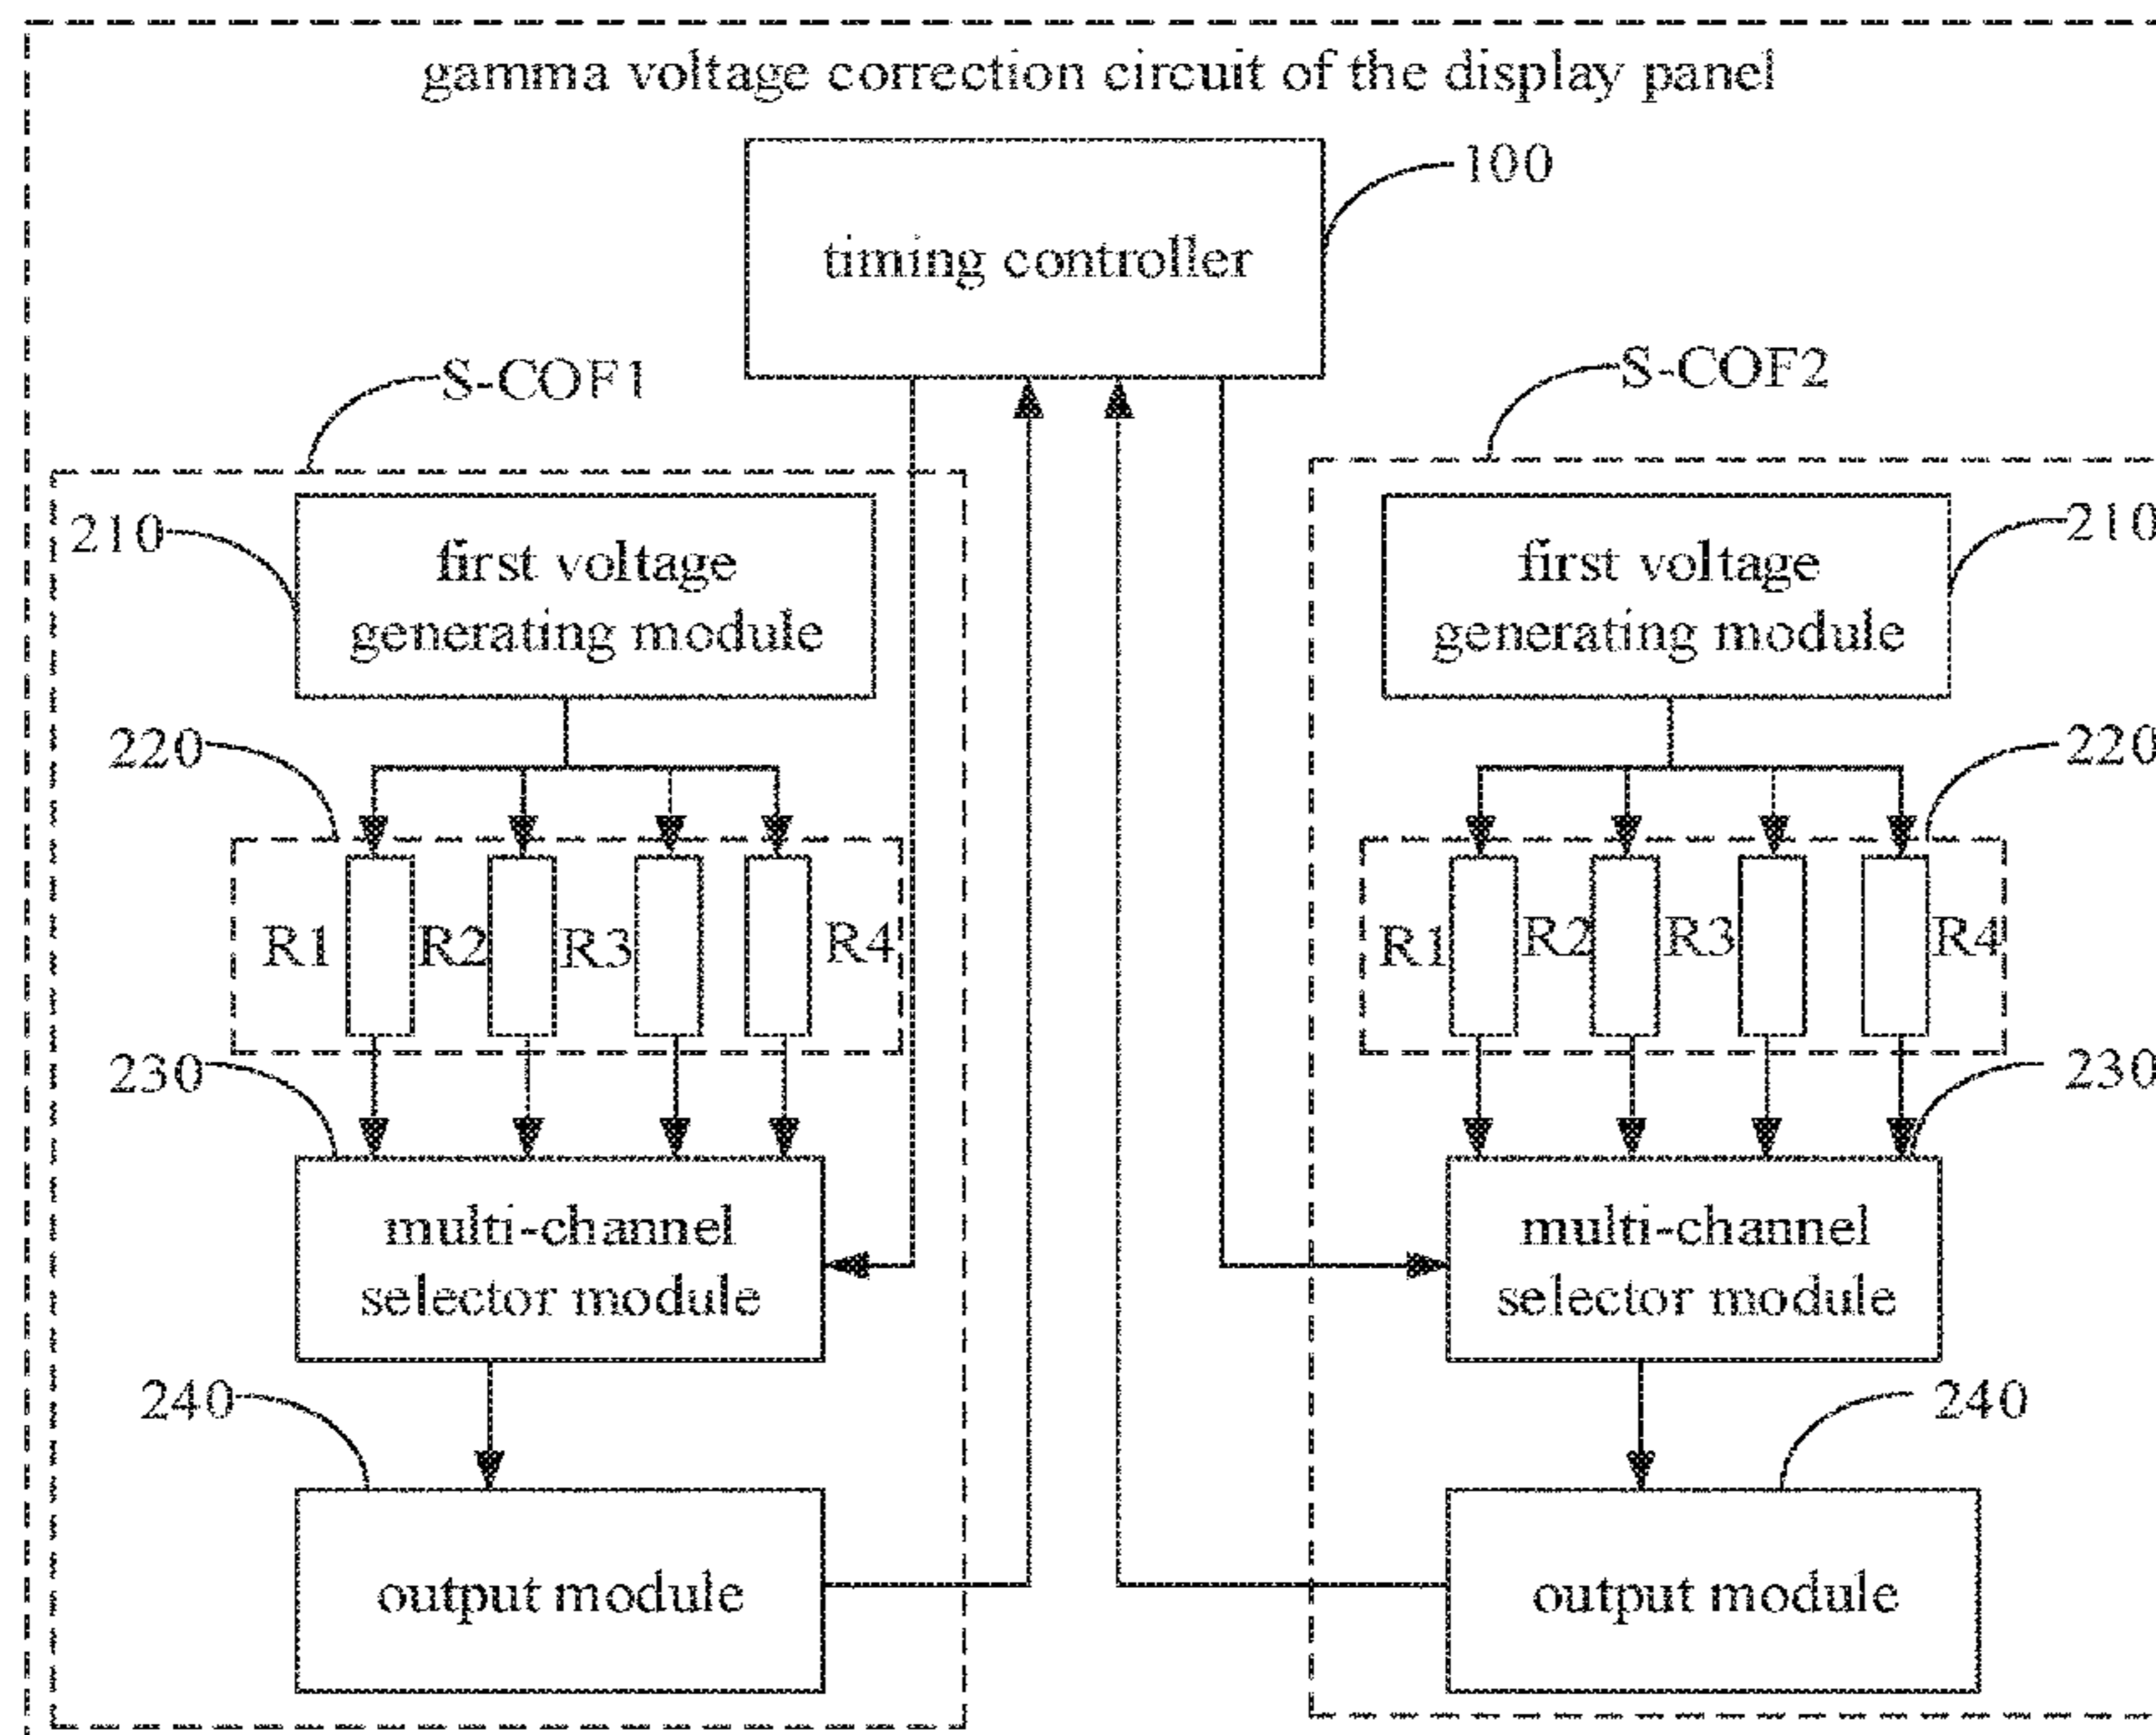 gamma voltage correction circuit of the display panel
100
timing controller
S-COF1
S-COF2
210
first voltage
generating module
first voltage
generating module
210
220
220
R1
R2
R3
R4
R1
R2
R3
R4
230
230
multi-channel
selector module
multi-channel
selector module
240
240
output module
output module